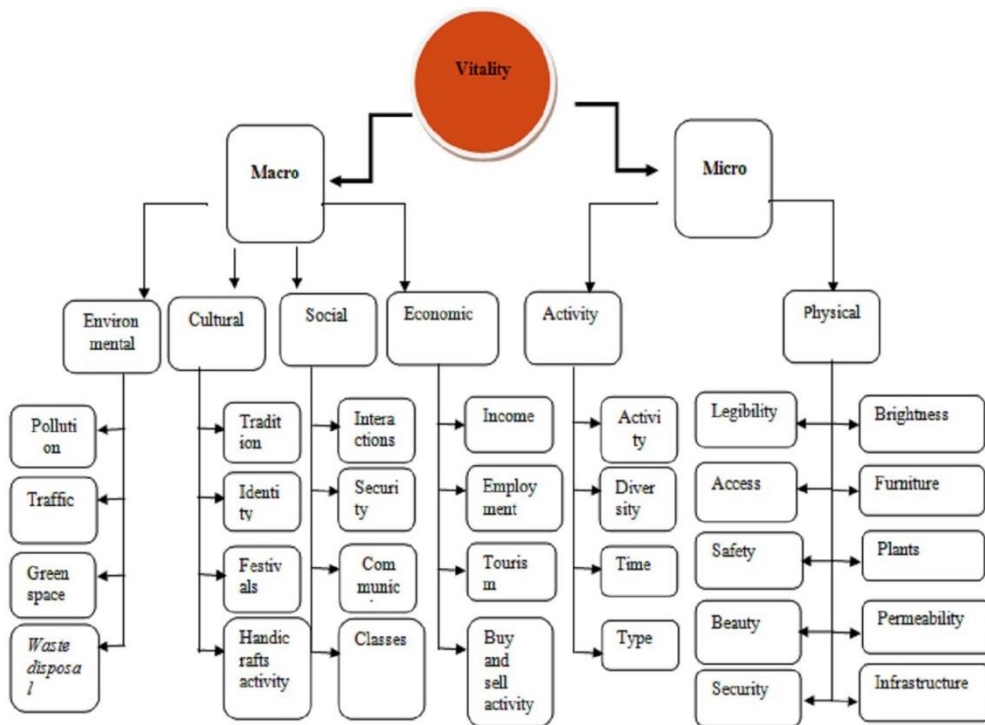 Vitality
Macro
Micro
Environ
mental
Cultural
Social
Economic
Activity
Physical
Polluti
on
Traffic
Green
space
Waste
disposa
l
Tradit
ion
Identi
ty
Festiv
als
Handic
rafts
activity
Interac
tions
Securi
ty
Com
munic
Classes
Income
Employ
ment
Touris
m
Buy
and
sell
activity
Activi
ty
Diver
sity
Time
Type
Legibility
Access
Safety
Beauty
Security
Brightness
Furniture
Plants
Permeability
Infrastructure